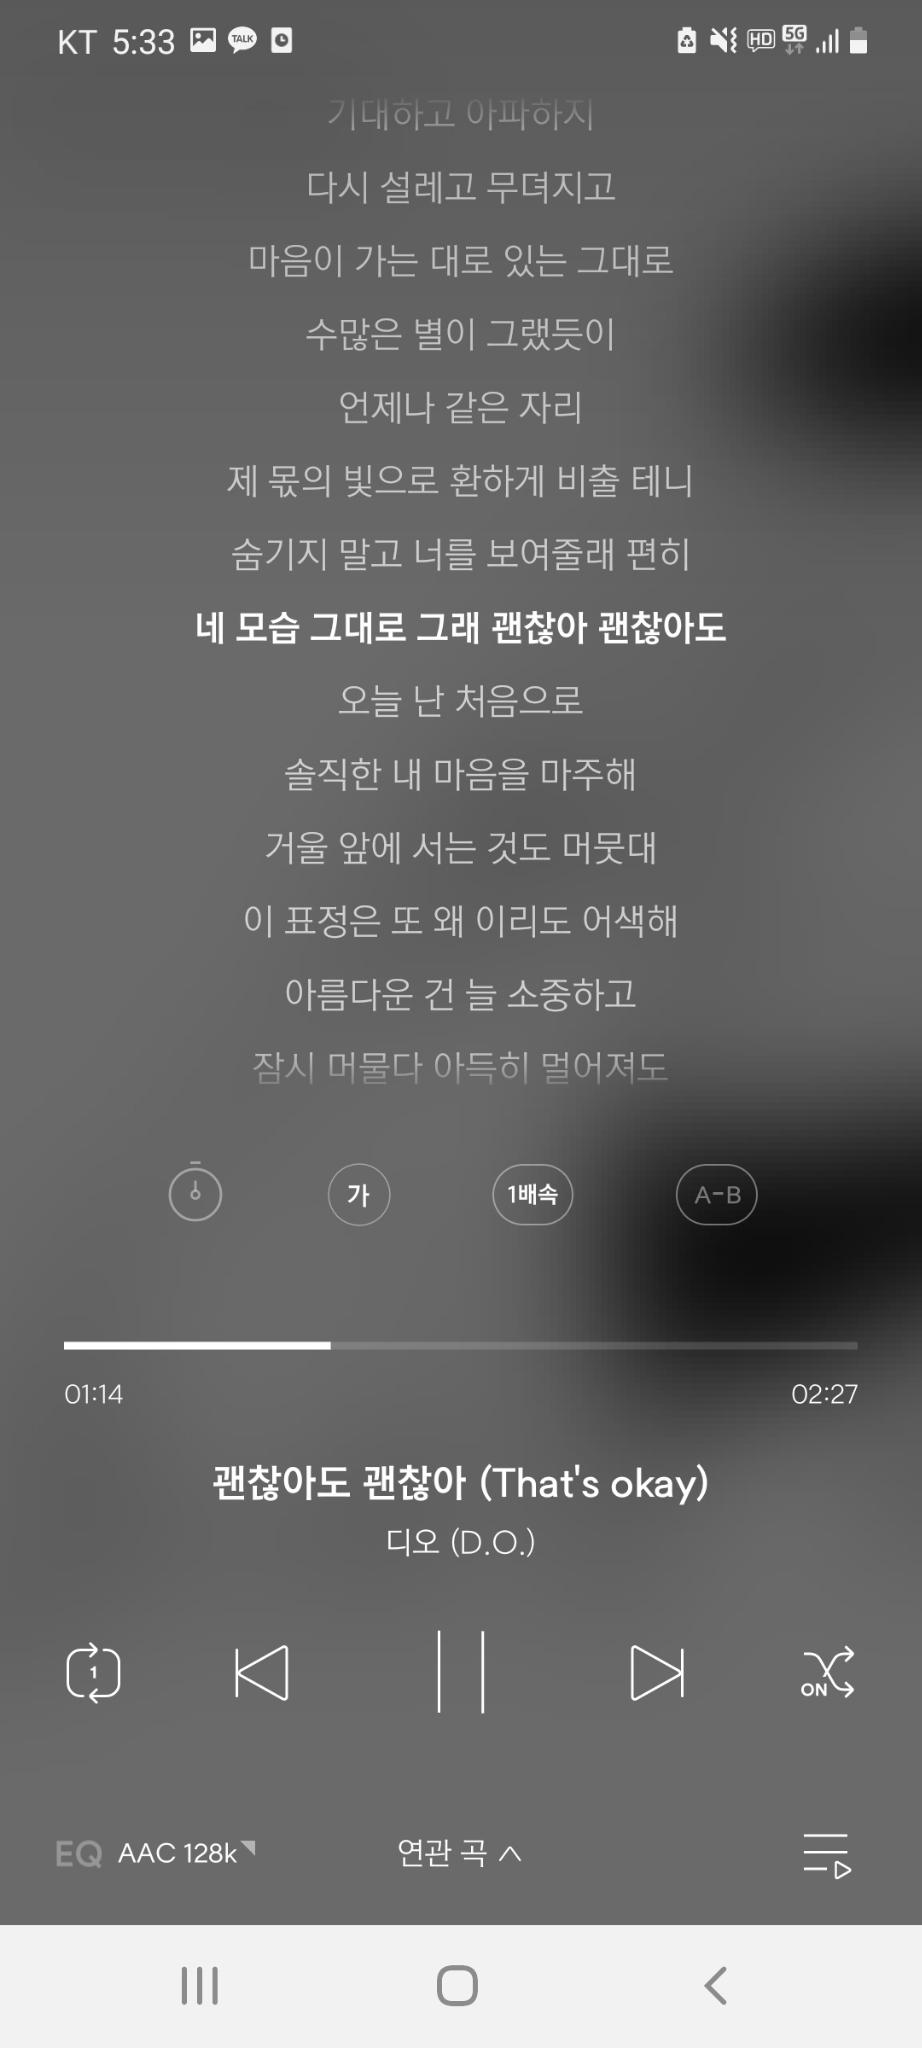 KT 5:33
TALK
HD
5G
기대하고 아파하지
다시 설레고 무뎌지고
마음이 가는 대로 있는 그대로
수많은 별이 그랬듯이
언제나 같은 자리
제 몫의 빛으로 환하게 비출 테니
숨기지 말고 너를 보여줄래 편히
네 모습 그대로 그래 괜찮아 괜찮아도
오늘 난 처음으로
솔직한 내 마음을 마주해
거울 앞에 서는 것도 머뭇대
이 표정은 또 왜 이리도 어색해
아름다운 건 늘 소중하고
잠시 머물다 아득히 멀어져도
가 1배속 A-B
01:14 02:27
괜찮아도 괜찮아 (That's okay)
디오 (D.O.)
1
ON
EQ AAC 128k 연관 곡